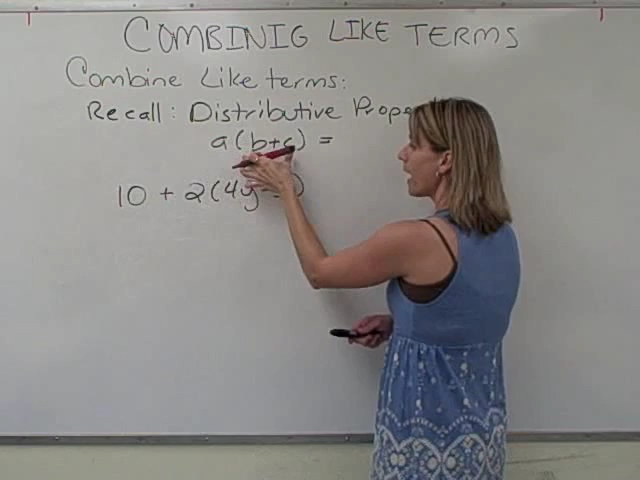 COMBINIG LIKE TERMS
Combine Like terms:
Recall: Distributive
a(b+c) =
10 + 2(4y